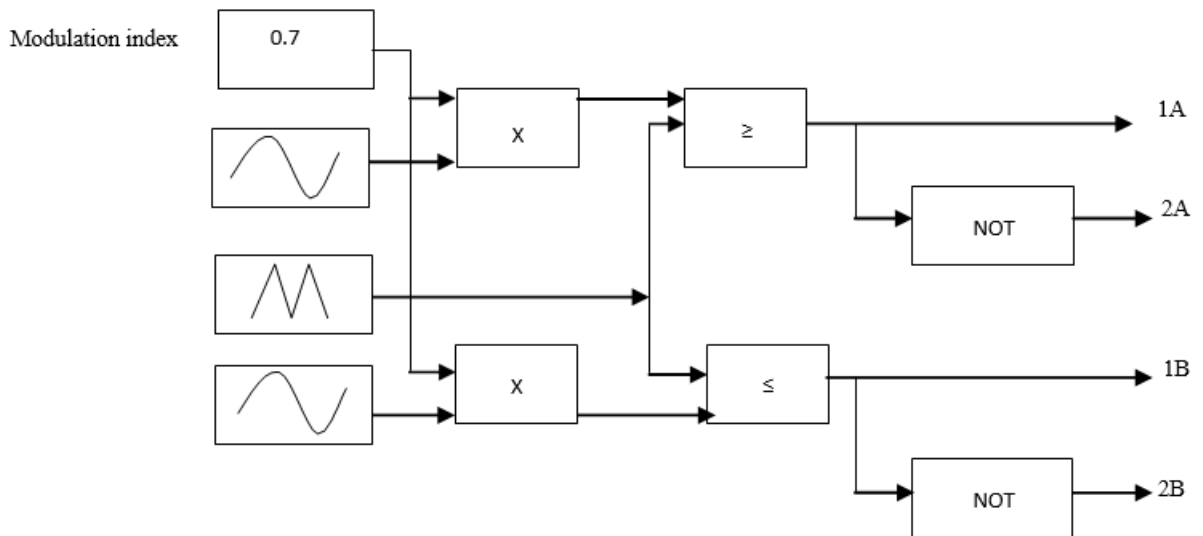 Modulation index
0.7
X
≥
1A
2A
NOT
X
≤
1B
NOT
2B